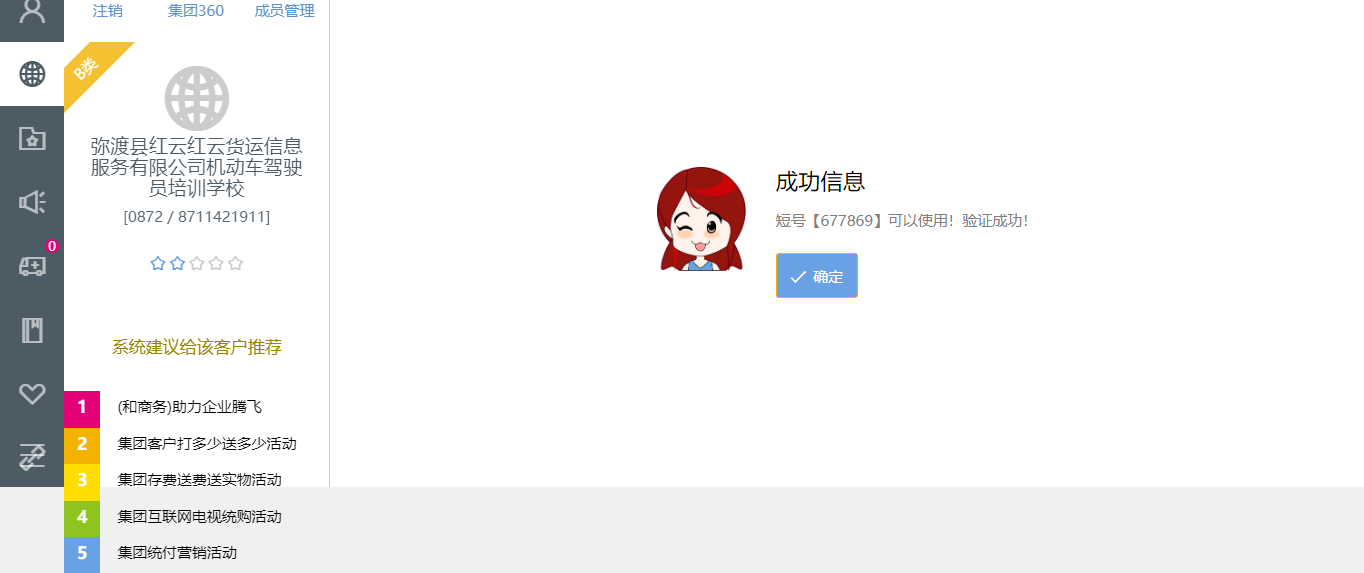 注销 集团360 成员管理
B类
弥渡县红云红云货运信息
服务有限公司机动车驾驶
员培训学校
[0872 / 8711421911]
0
系统建议给该客户推荐
1 (和商务)助力企业腾飞
2 集团客户打多少送多少活动
3 集团存费送费送实物活动
4 集团互联网电视统购活动
5 集团统付营销活动
成功信息
短号【677869】可以使用！验证成功！
确定